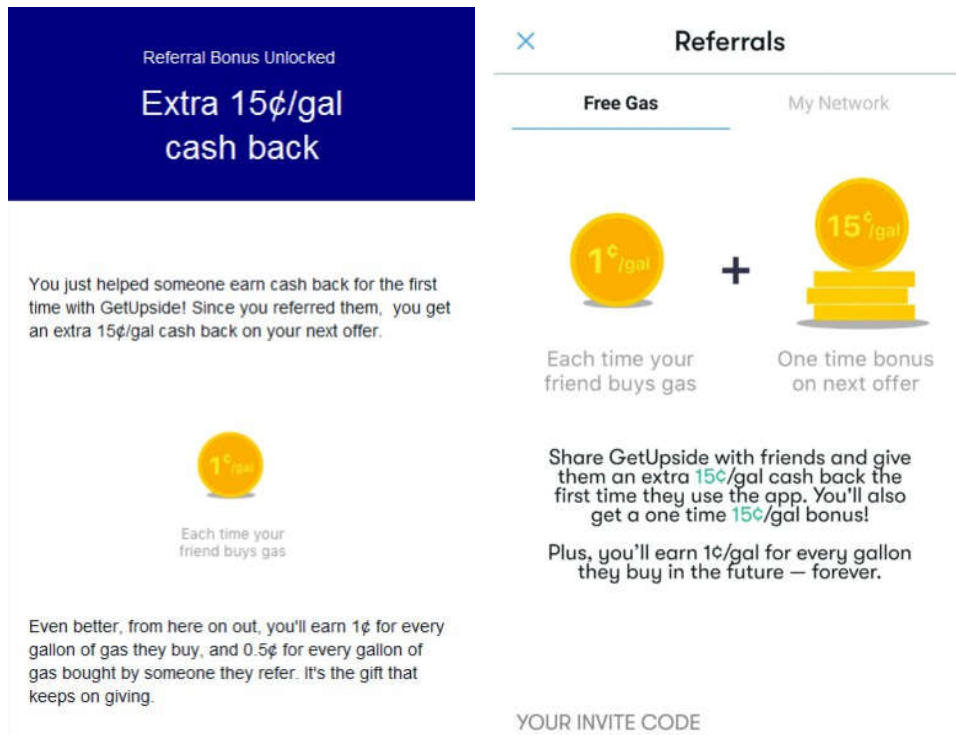 Referral Bonus Unlocked
Extra 15¢/gal
cash back
You just helped someone earn cash back for the first
time with GetUpside! Since you referred them, you get
an extra 15¢/gal cash back on your next offer.
1¢/gal
Each time your
friend buys gas
Even better, from here on out, you'll earn 1¢ for every
gallon of gas they buy, and 0.5¢ for every gallon of
gas bought by someone they refer. It's the gift that
keeps on giving.
Referrals
Free Gas My Network
1¢/gal + 15¢/gal
Each time your
friend buys gas
One time bonus
on next offer
Share GetUpside with friends and give
them an extra 15¢/gal cash back the
first time they use the app. You'll also
get a one time 15¢/gal bonus!
Plus, you’ll earn 1¢/gal for every gallon
they buy in the future — forever.
YOUR INVITE CODE